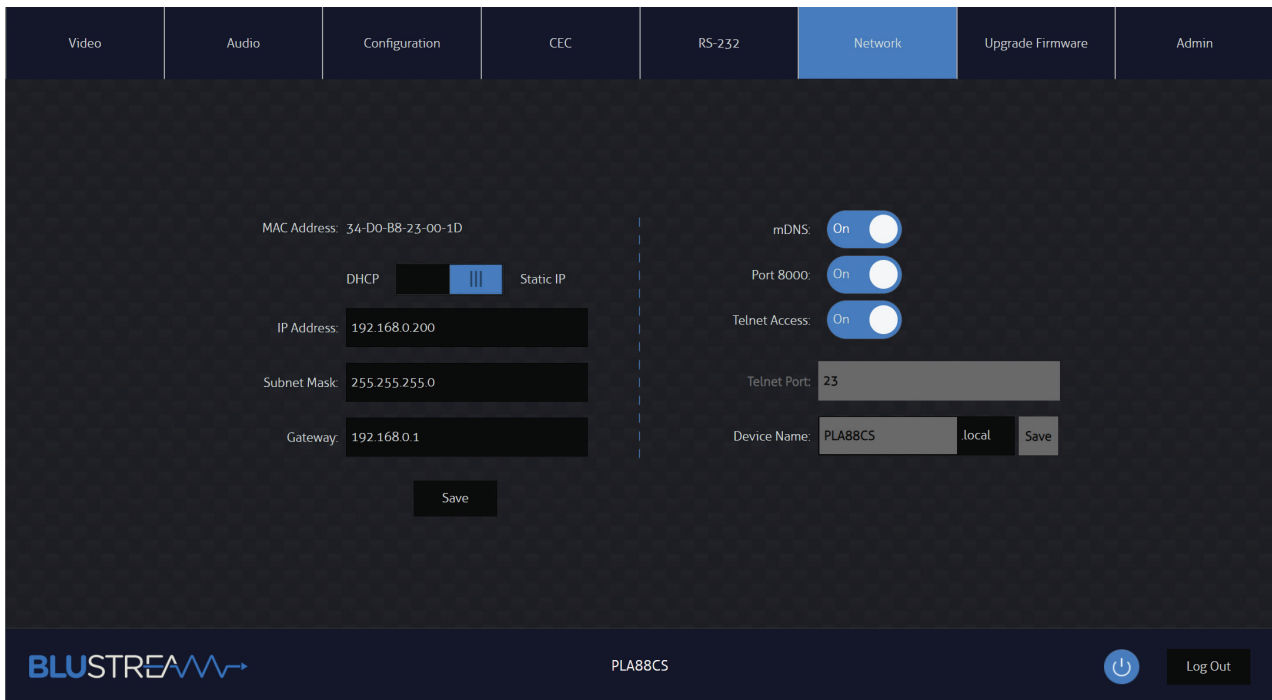 Video Audio Configuration CEC RS-232 Network Upgrade Firmware Admin
MAC Address: 34-D0-B8-23-00-1D
DHCP Static IP
IP Address: 192.168.0.200
Subnet Mask: 255.255.255.0
Gateway: 192.168.0.1
Save
mDNS: On
Port 8000: On
Telnet Access: On
Telnet Port: 23
Device Name: PLA88CS .local Save
BLUSTREAM PLA88CS Log Out